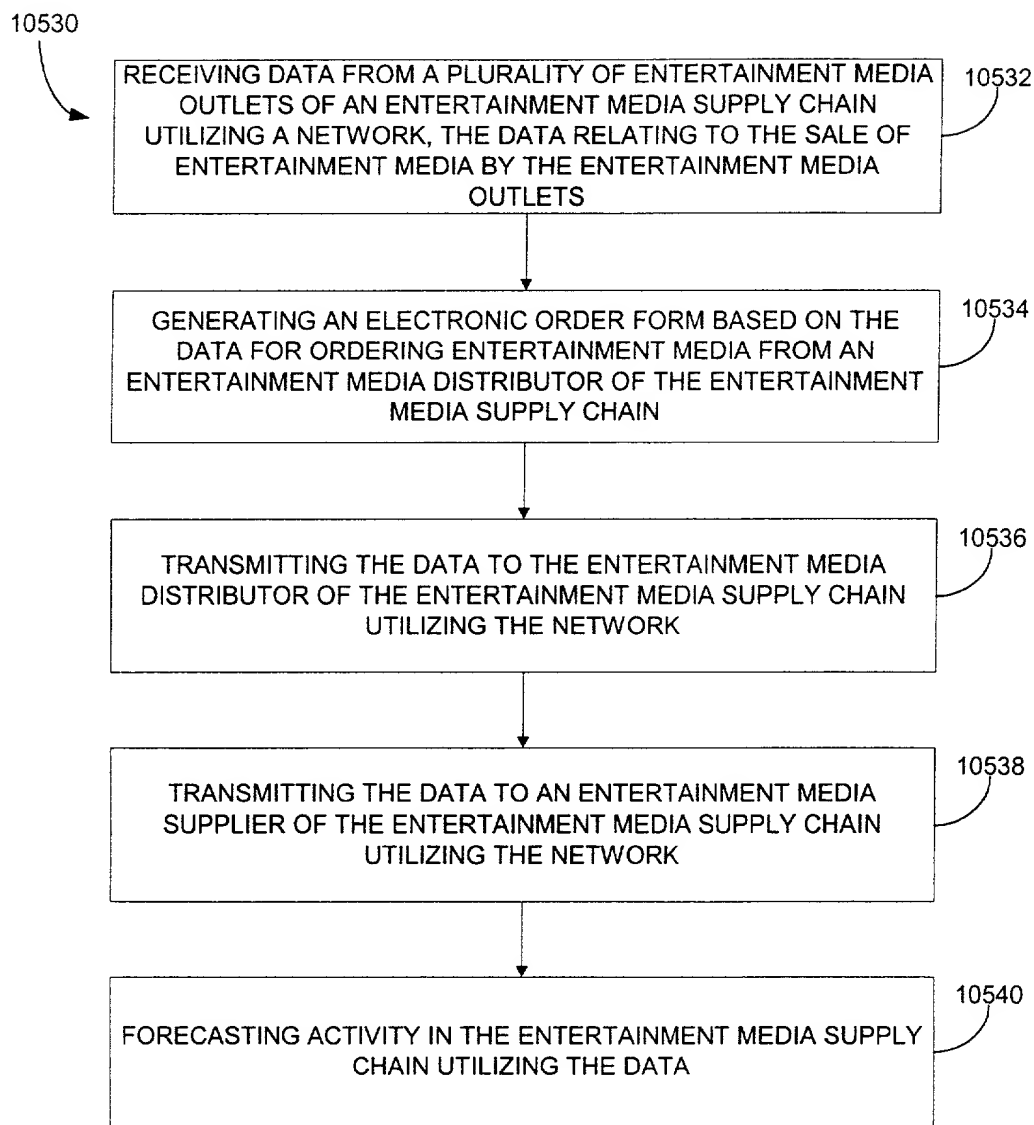 10530
RECEIVING DATA FROM A PLURALITY OF ENTERTAINMENT MEDIA
OUTLETS OF AN ENTERTAINMENT MEDIA SUPPLY CHAIN
UTILIZING A NETWORK, THE DATA RELATING TO THE SALE OF
ENTERTAINMENT MEDIA BY THE ENTERTAINMENT MEDIA
OUTLETS
10532
GENERATING AN ELECTRONIC ORDER FORM BASED ON THE
DATA FOR ORDERING ENTERTAINMENT MEDIA FROM AN
ENTERTAINMENT MEDIA DISTRIBUTOR OF THE ENTERTAINMENT
MEDIA SUPPLY CHAIN
10534
TRANSMITTING THE DATA TO THE ENTERTAINMENT MEDIA
DISTRIBUTOR OF THE ENTERTAINMENT MEDIA SUPPLY CHAIN
UTILIZING THE NETWORK
10536
TRANSMITTING THE DATA TO AN ENTERTAINMENT MEDIA
SUPPLIER OF THE ENTERTAINMENT MEDIA SUPPLY CHAIN
UTILIZING THE NETWORK
10538
FORECASTING ACTIVITY IN THE ENTERTAINMENT MEDIA SUPPLY
CHAIN UTILIZING THE DATA
10540